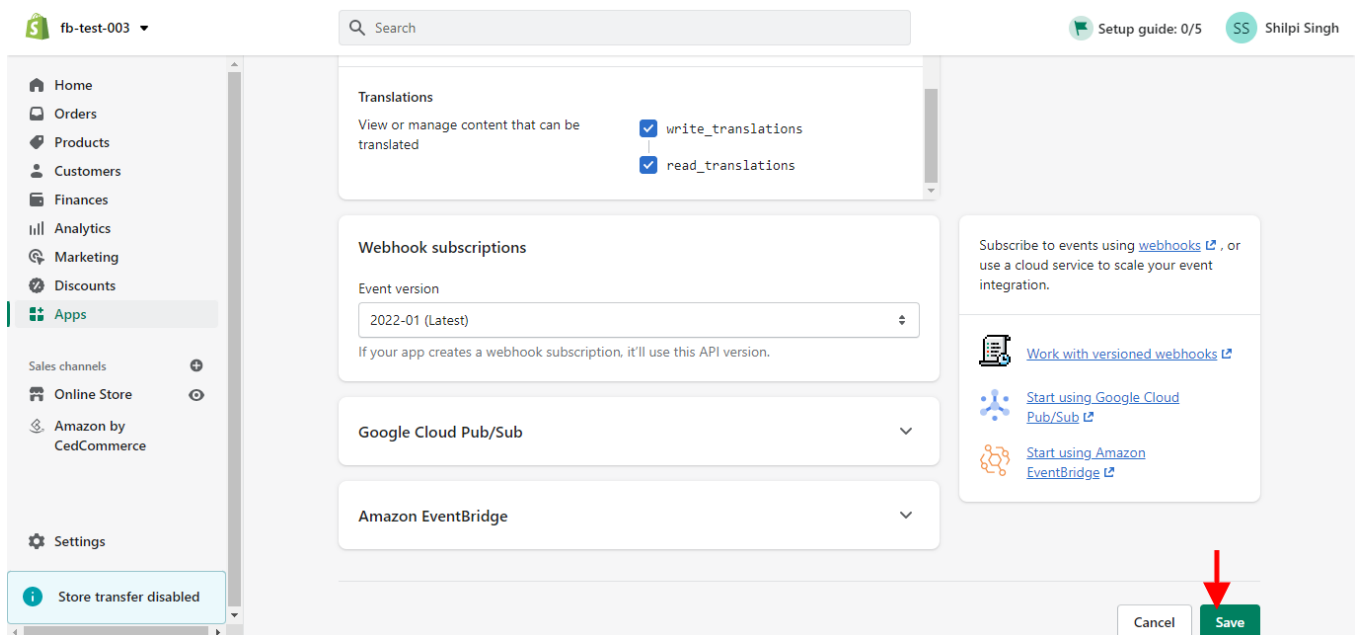 fb-test-003
Search
Setup guide: 0/5
SS
Shilpi Singh
Home
Orders
Products
Customers
Finances
Analytics
Marketing
Discounts
Apps
Sales channels
Online Store
Amazon by
CedCommerce
Settings
Store transfer disabled
Translations
View or manage content that can be
translated
write_translations
read_translations
Webhook subscriptions
Event version
2022-01 (Latest)
If your app creates a webhook subscription, it'll use this API version.
Google Cloud Pub/Sub
Amazon EventBridge
Subscribe to events using webhooks , or
use a cloud service to scale your event
integration.
Work with versioned webhooks
Start using Google Cloud
Pub/Sub
Start using Amazon
EventBridge
Cancel
Save